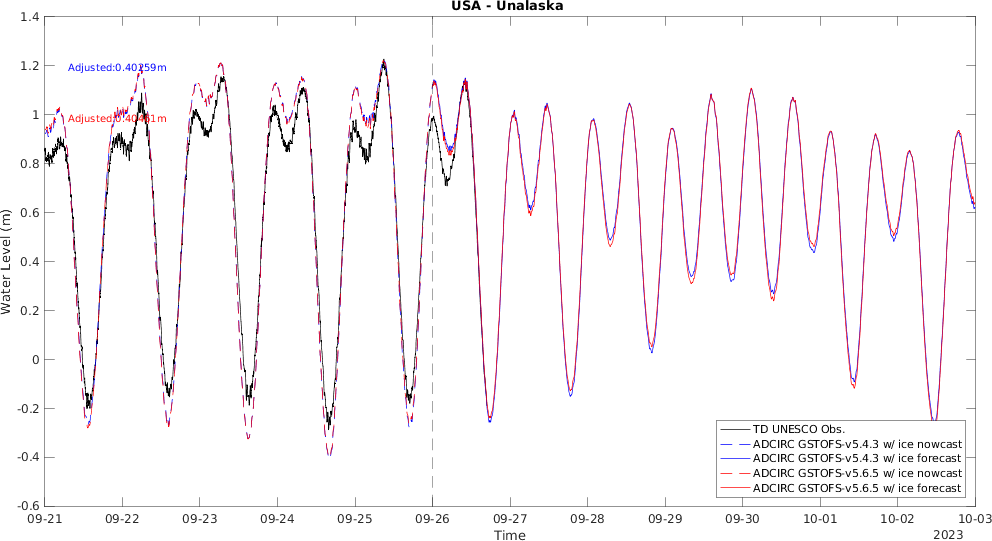 USA - Unalaska
1.4
1.2
1
0.8
0.6
0.4
0.2
0
-0.2
-0.4
-0.6
Water Level (m)
Adjusted:0.40259m
Adjusted:0.40431m
TD UNESCO Obs.
ADCIRC GSTOFS-v5.4.3 w/ ice nowcast
ADCIRC GSTOFS-v5.4.3 w/ ice forecast
ADCIRC GSTOFS-v5.6.5 w/ ice nowcast
ADCIRC GSTOFS-v5.6.5 w/ ice forecast
09-21 09-22 09-23 09-24 09-25 09-26 09-27 09-28 09-29 09-30 10-01 10-02 10-03
Time
2023